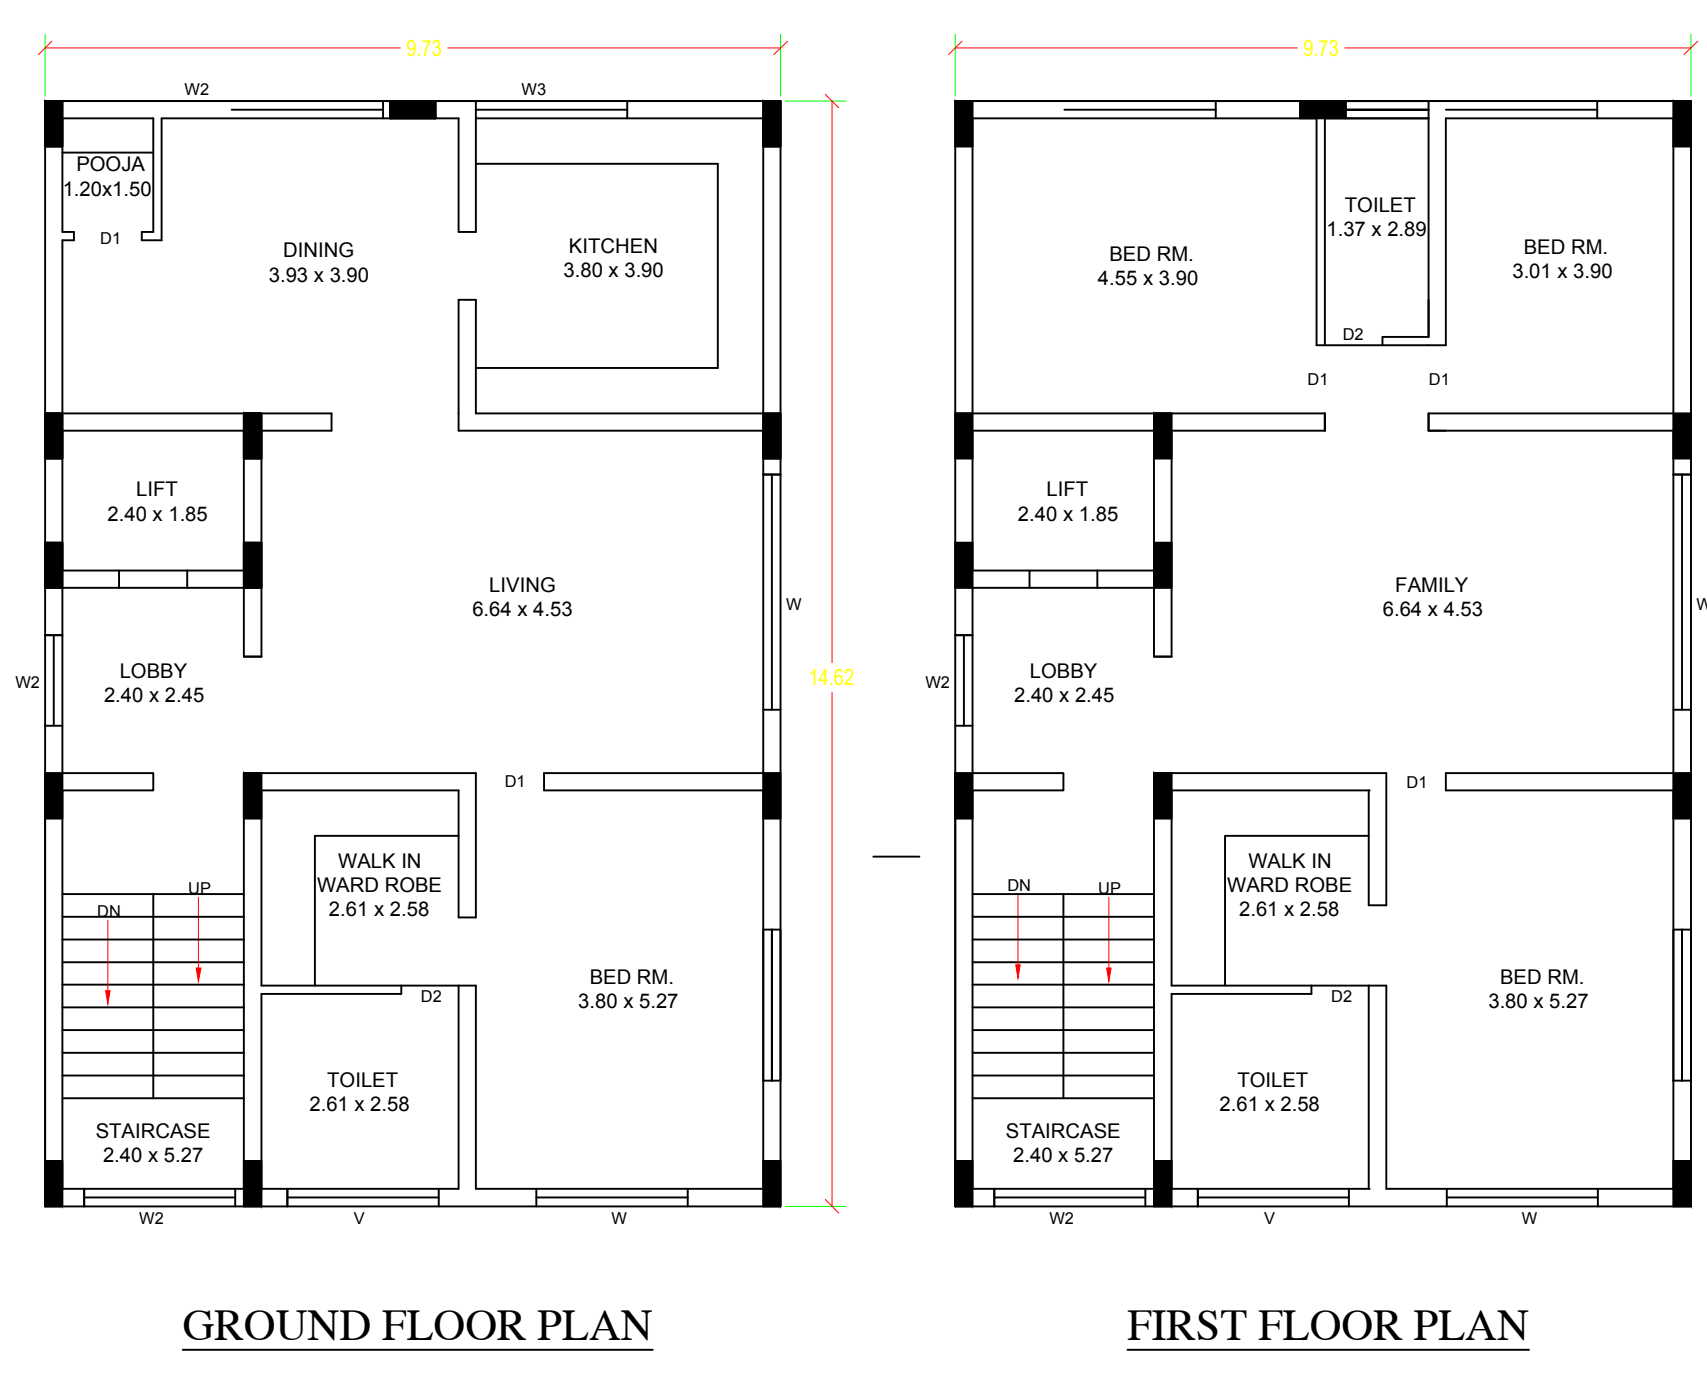 9.73
W2
W3
POOJA
1.20x1.50
D1
DINING
3.93 x 3.90
KITCHEN
3.80 x 3.90
LIFT
2.40 x 1.85
LIVING
6.64 x 4.53
W
14.62
LOBBY
2.40 x 2.45
W2
D1
WALK IN
WARD ROBE
2.61 x 2.58
UP
DN
D2
BED RM.
3.80 x 5.27
TOILET
2.61 x 2.58
STAIRCASE
2.40 x 5.27
W2
V
W
GROUND FLOOR PLAN
9.73
BED RM.
4.55 x 3.90
TOILET
1.37 x 2.89
BED RM.
3.01 x 3.90
D2
D1
D1
LIFT
2.40 x 1.85
FAMILY
6.64 x 4.53
W
LOBBY
2.40 x 2.45
W2
D1
WALK IN
WARD ROBE
2.61 x 2.58
DN
UP
D2
BED RM.
3.80 x 5.27
TOILET
2.61 x 2.58
STAIRCASE
2.40 x 5.27
W2
V
W
FIRST FLOOR PLAN